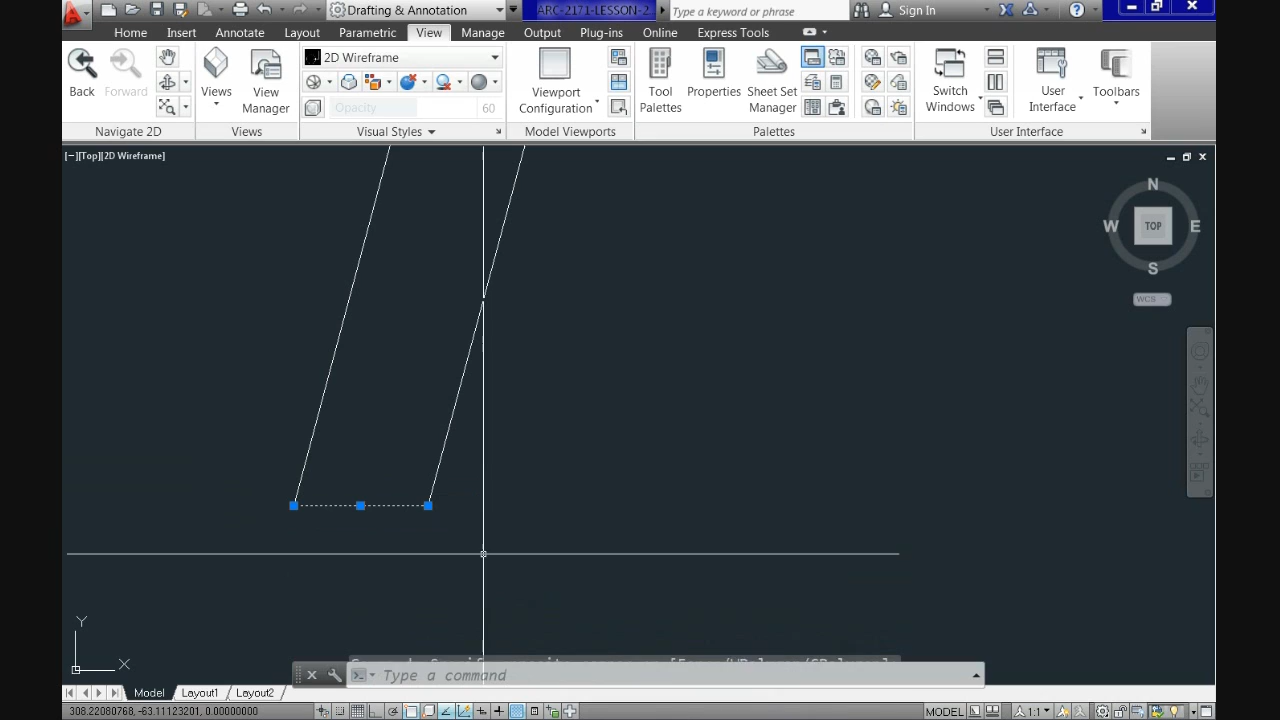 Drafting & Annotation
ARC-2171-LESSON-2
Type a keyword or phrase
Sign In
Home
Insert
Annotate
Layout
Parametric
View
Manage
Output
Plug-ins
Online
Express Tools
Back
Forward
Views
View
Manager
2D Wireframe
Opacity
60
Viewport
Configuration
Tool
Palettes
Properties
Sheet Set
Manager
Switch
Windows
User
Interface
Toolbars
Navigate 2D
Views
Visual Styles
Model Viewports
Palettes
User Interface
[−][Top][2D Wireframe]
N
W
TOP
E
S
WCS
Y
X
Type a command
Model
Layout1
Layout2
308.22080768, -63.11123201, 0.00000000
MODEL
1:1